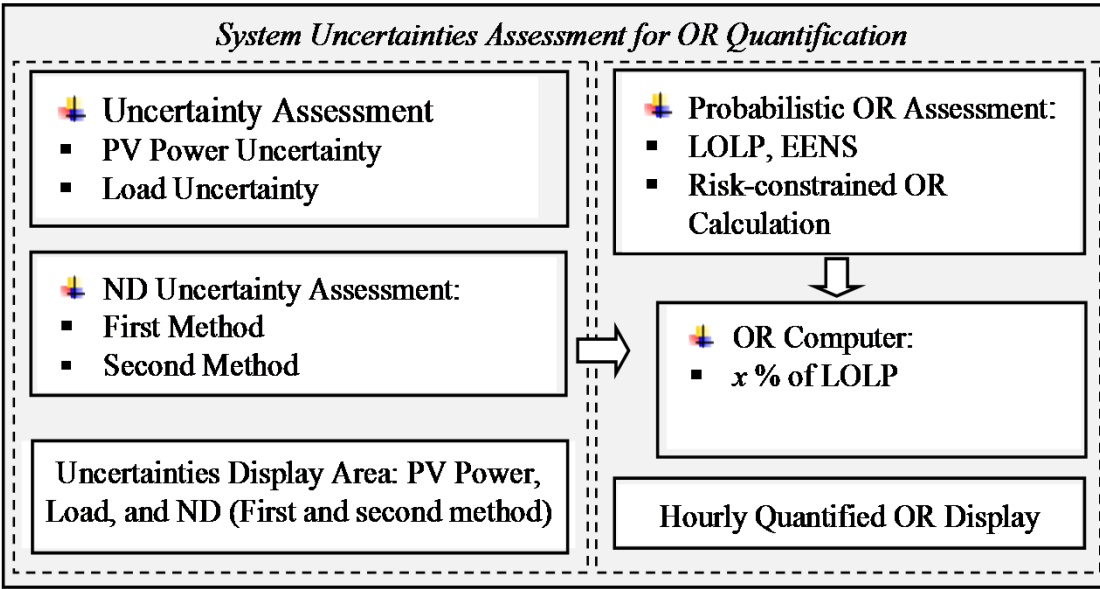 System Uncertainties Assessment for OR Quantification
Uncertainty Assessment
PV Power Uncertainty
Load Uncertainty
ND Uncertainty Assessment:
First Method
Second Method
Uncertainties Display Area: PV Power,
Load, and ND (First and second method)
Probabilistic OR Assessment:
LOLP, EENS
Risk-constrained OR
Calculation
OR Computer:
x % of LOLP
Hourly Quantified OR Display